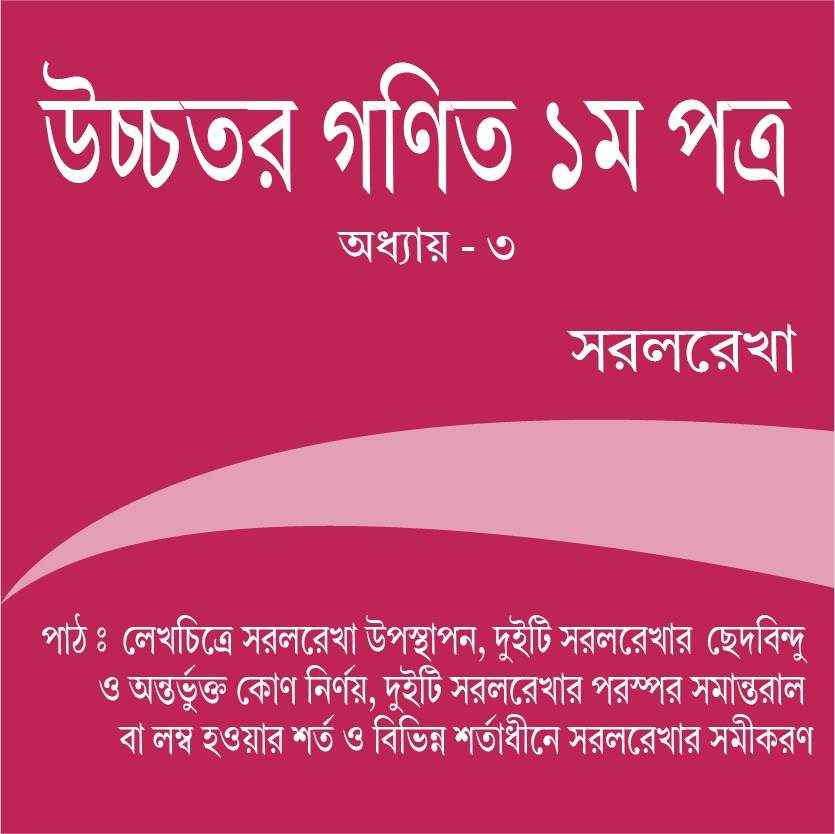 উচ্চতর গণিত ১ম পত্র
অধ্যায় - ৩
সরলরেখা
পাঠ ঃ লেখচিত্রে সরলরেখা উপস্থাপন, দুইটি সরলরেখার ছেদবিন্দু
ও অন্তর্ভুক্ত কোণ নির্ণয়, দুইটি সরলরেখার পরস্পর সমান্তরাল
বা লম্ব হওয়ার শর্ত ও বিভিন্ন শর্তাধীনে সরলরেখার সমীকরণ